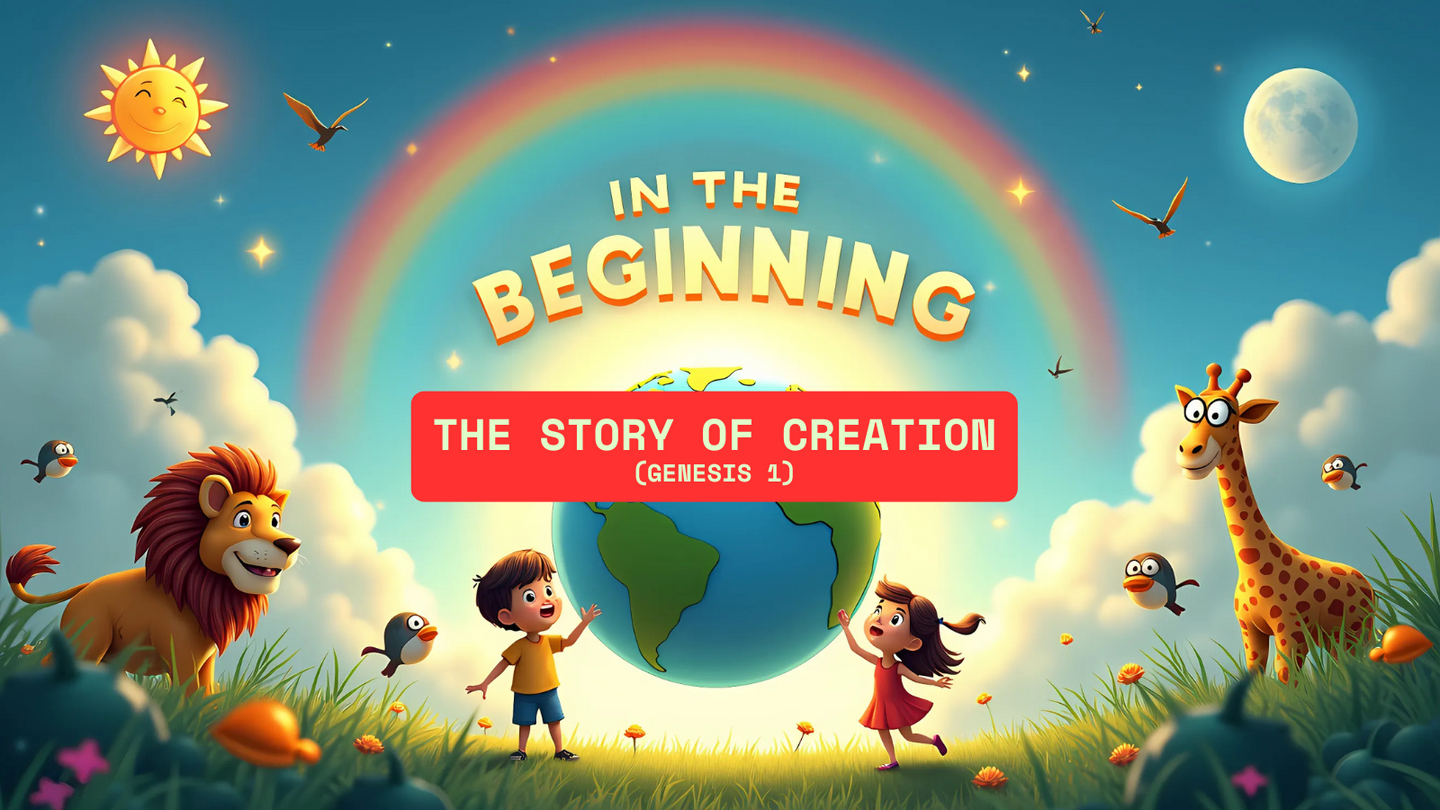 IN THE
BEGINNING
THE STORY OF CREATION
(GENESIS 1)